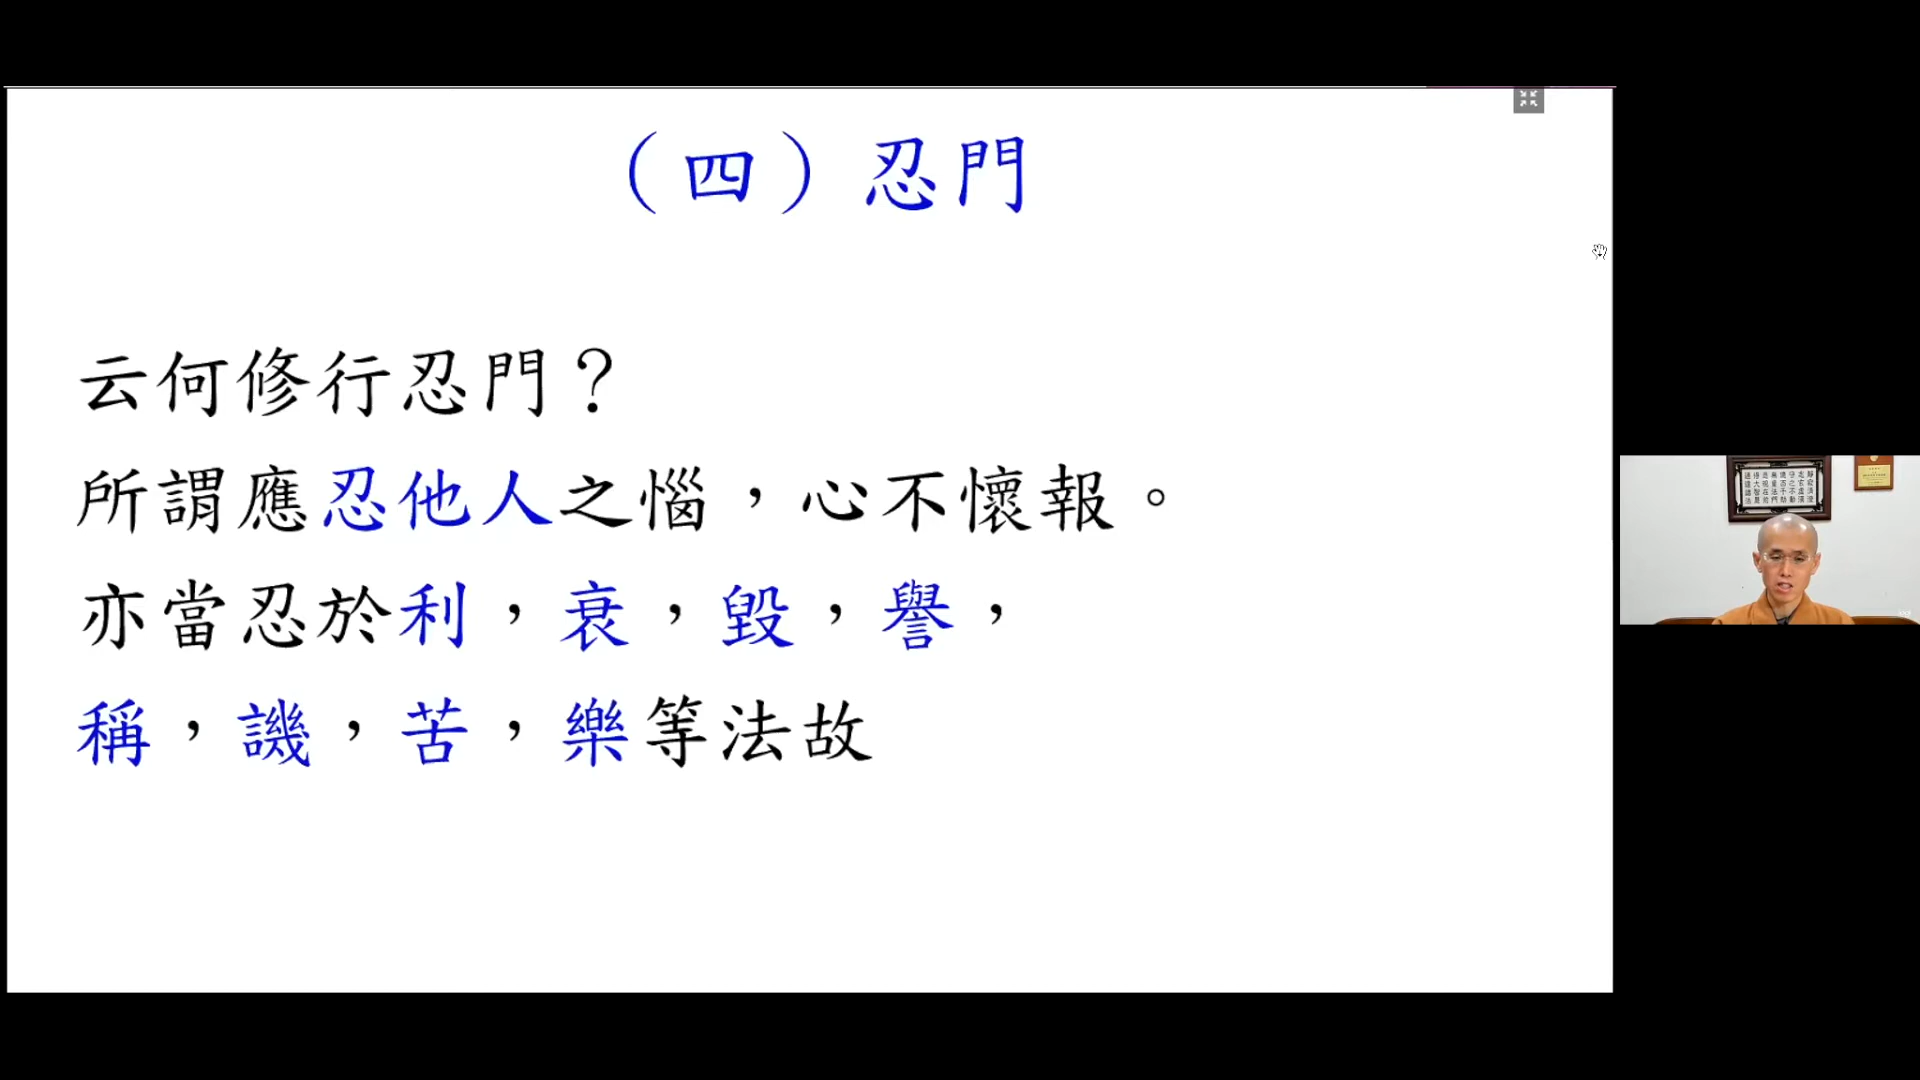 （四）忍門
云何修行忍門？
所謂應忍他人之惱，心不懷報。
亦當忍於利，衰，毀，譽，
稱，譏，苦，樂等法故